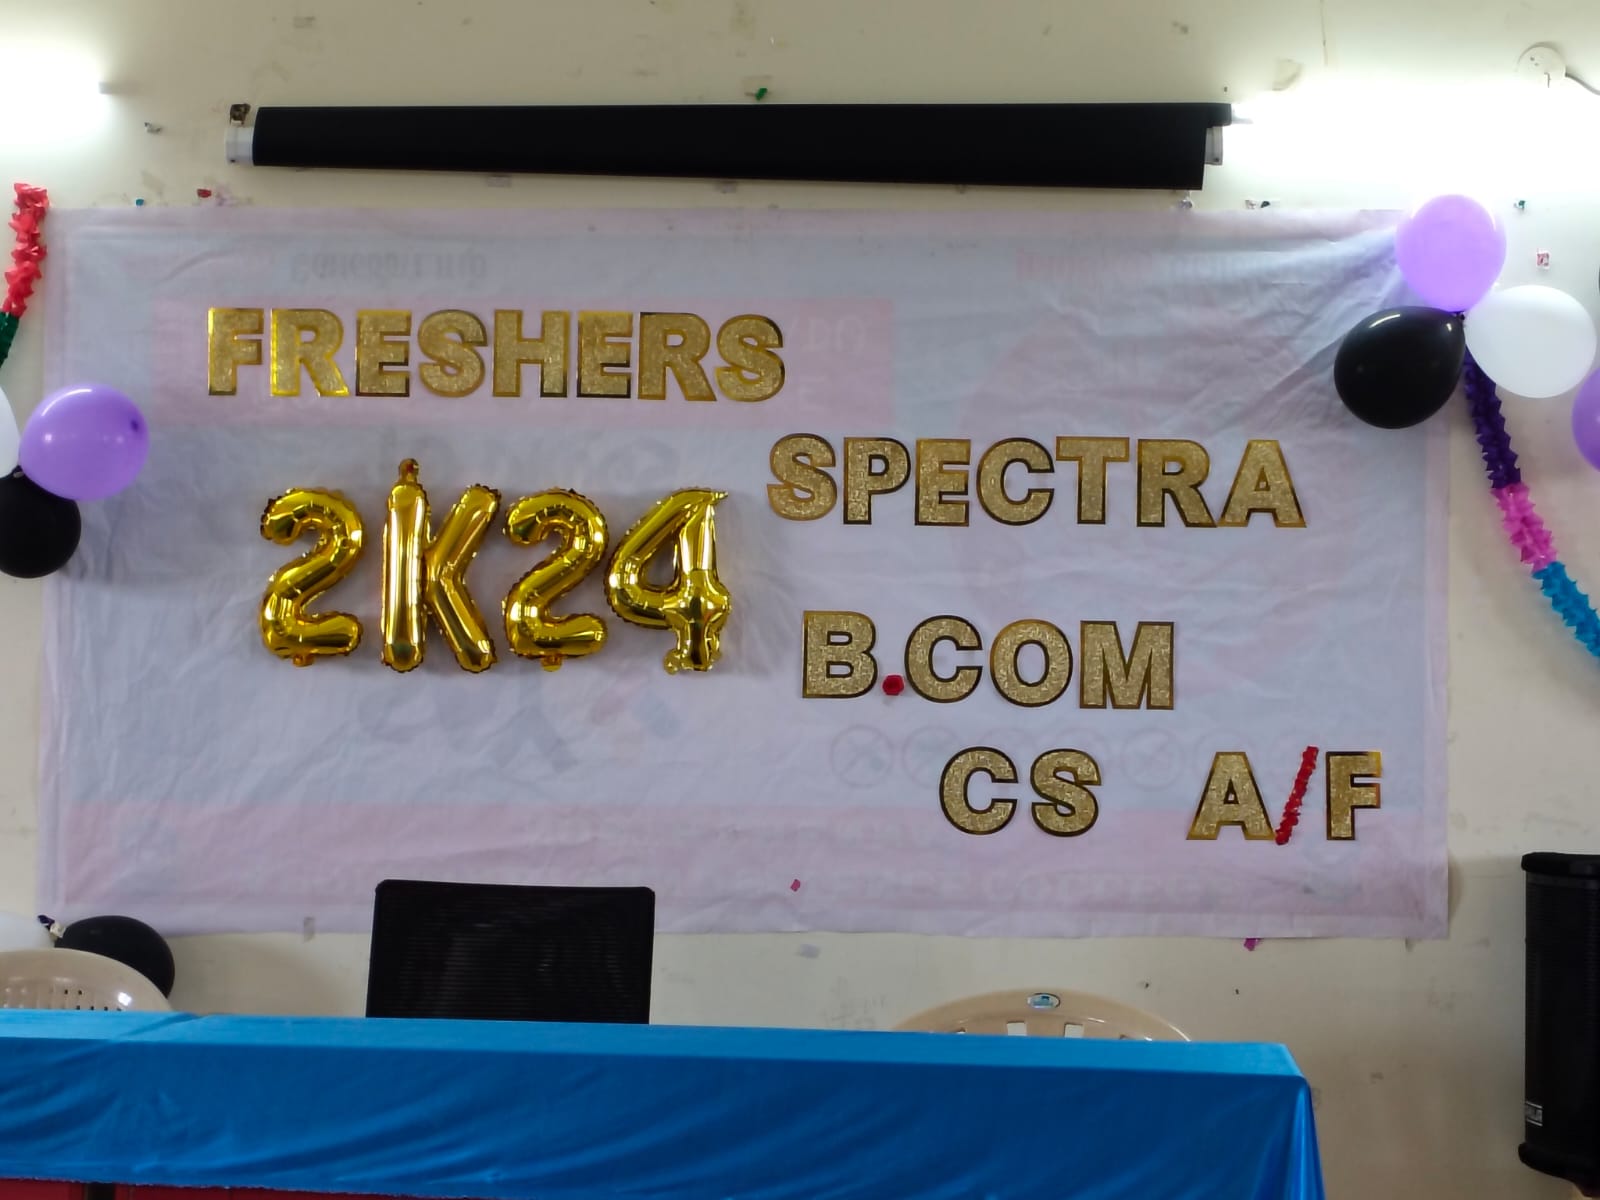 FRESHERS
2K24
SPECTRA
B.COM
CS A/F